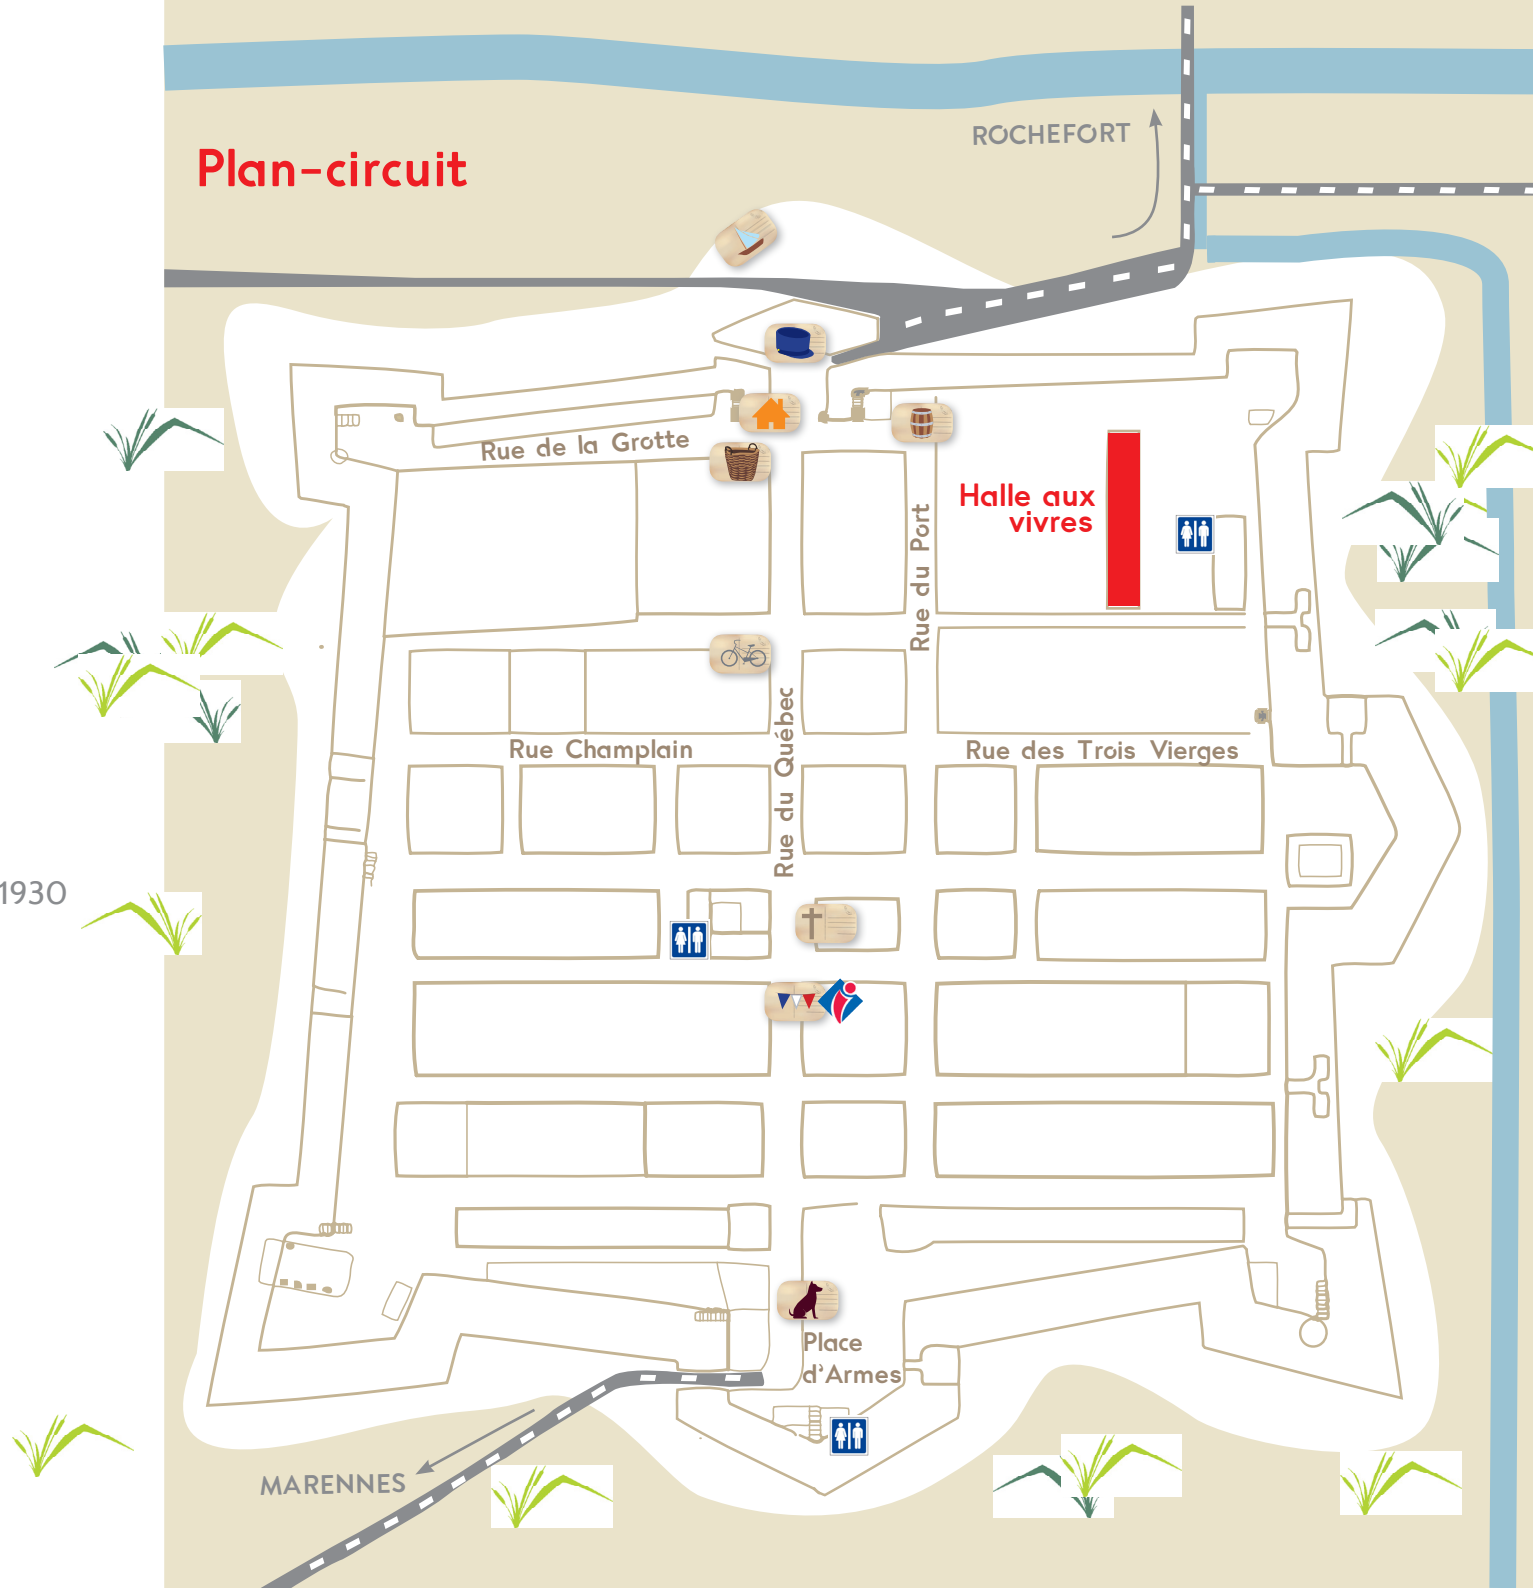 ROCHEFORT
Plan-circuit
Rue de la Grotte
Halle aux
vivres
Rue du Port
Rue du Québec
Rue Champlain
Rue des Trois Vierges
1930
Place
d'Armes
MARENNES